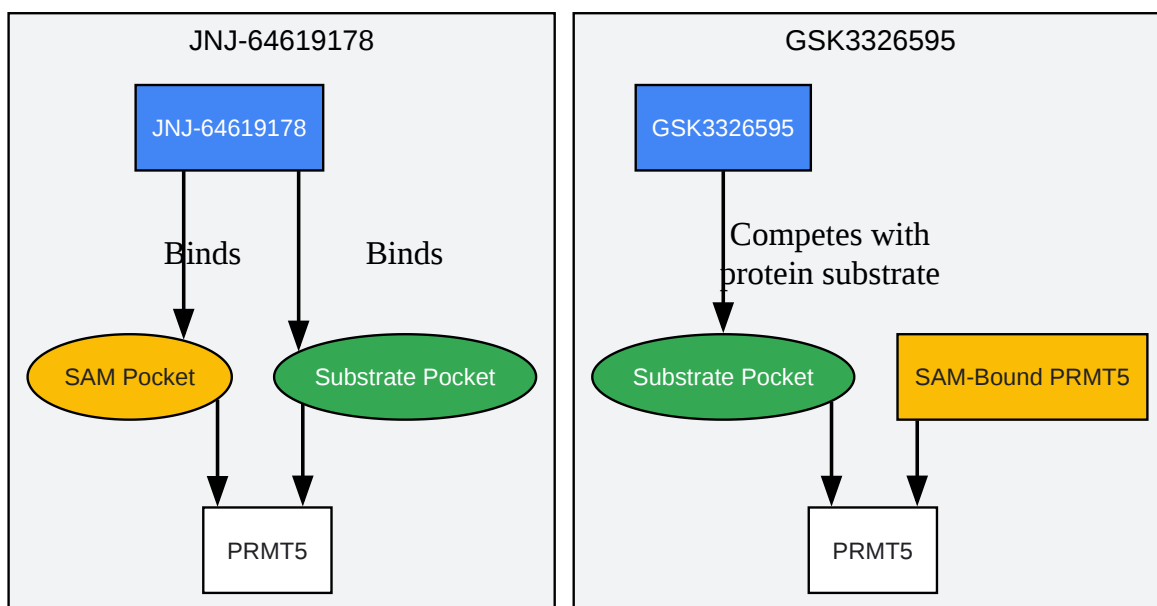 JNJ-64619178
JNJ-64619178
Binds
Binds
SAM Pocket
Substrate Pocket
PRMT5
GSK3326595
GSK3326595
Competes with
protein substrate
Substrate Pocket
SAM-Bound PRMT5
PRMT5